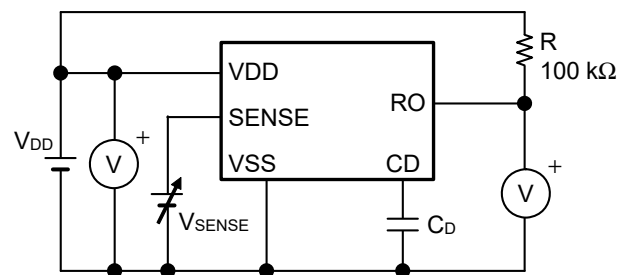 R
100 kΩ
VDD
RO
SENSE
VDD
+
V
VSS
CD
+
V
VSENSE
CD